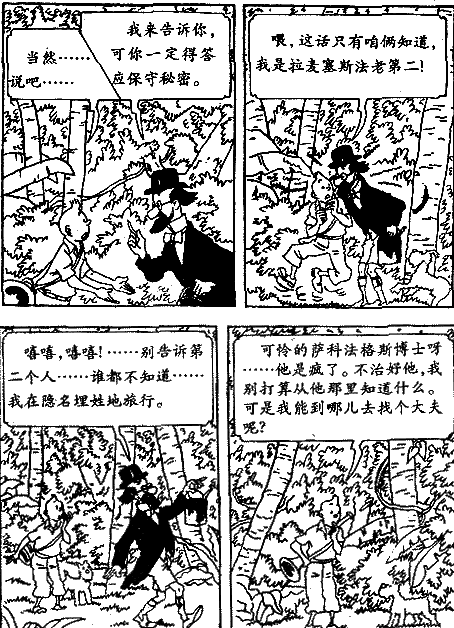 当然……
说吧……
我来告诉你，
可你一定得答
应保守秘密。
喂，这话只有咱俩知道，
我是拉麦塞斯法老第二！
嘻嘻，嘻嘻！……别告诉第
二个人……谁都不知道……
我在隐名埋姓地旅行。
可怜的萨科法格斯博士呀
……他是疯了。不治好他，我
别打算从他那里知道什么。
可是我能到哪儿去找个大夫
呢？